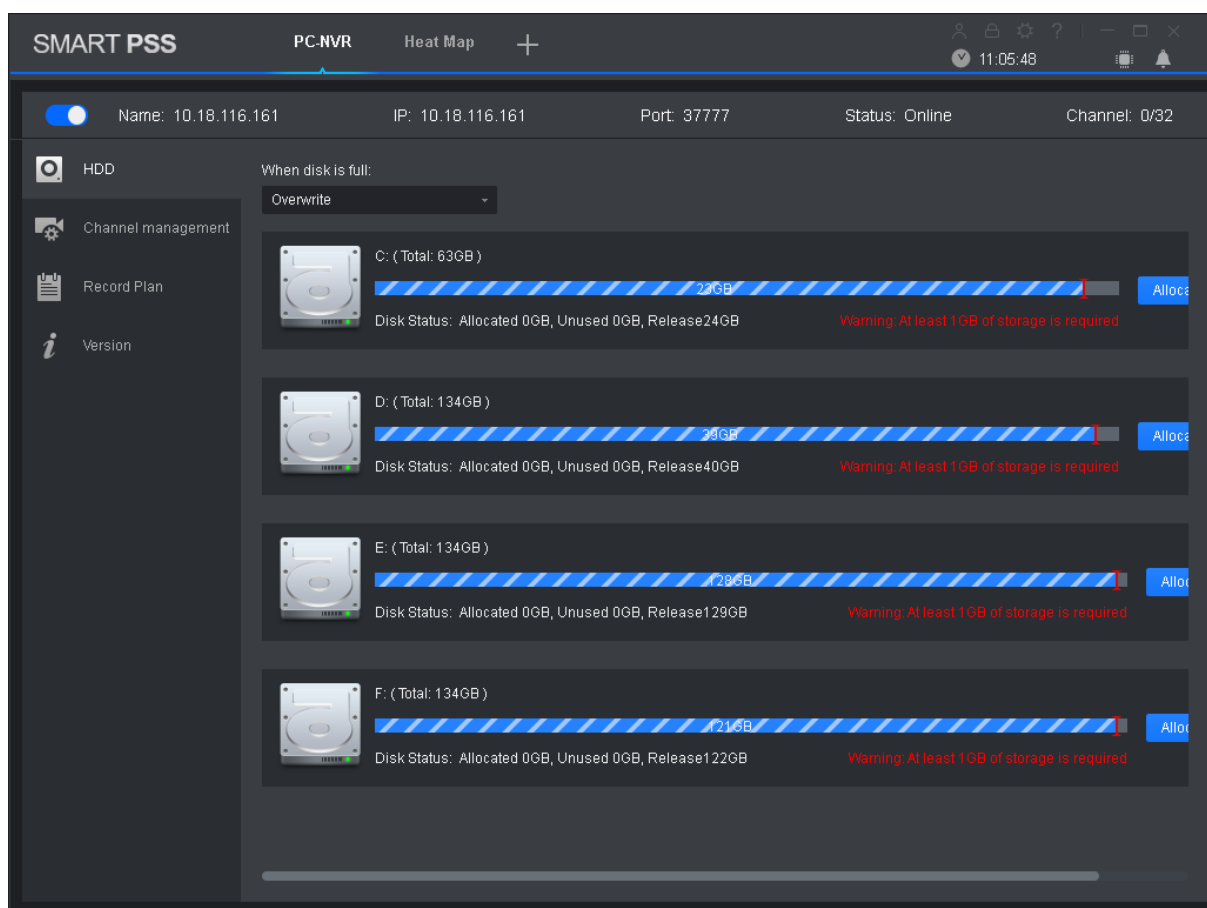 SMART PSS
PC-NVR
Heat Map
11:05:48
Name: 10.18.116.161
IP: 10.18.116.161
Port: 37777
Status: Online
Channel: 0/32
HDD
Channel management
Record Plan
Version
When disk is full:
Overwrite
C: ( Total: 63GB )
23GB
Alloca
Disk Status: Allocated 0GB, Unused 0GB, Release24GB
Warning: At least 1GB of storage is required
D: ( Total: 134GB )
39GB
Alloca
Disk Status: Allocated 0GB, Unused 0GB, Release40GB
Warning: At least 1GB of storage is required
E: ( Total: 134GB )
128GB
Alloc
Disk Status: Allocated 0GB, Unused 0GB, Release129GB
Warning: At least 1GB of storage is required
F: ( Total: 134GB )
121GB
Alloc
Disk Status: Allocated 0GB, Unused 0GB, Release122GB
Warning: At least 1GB of storage is required